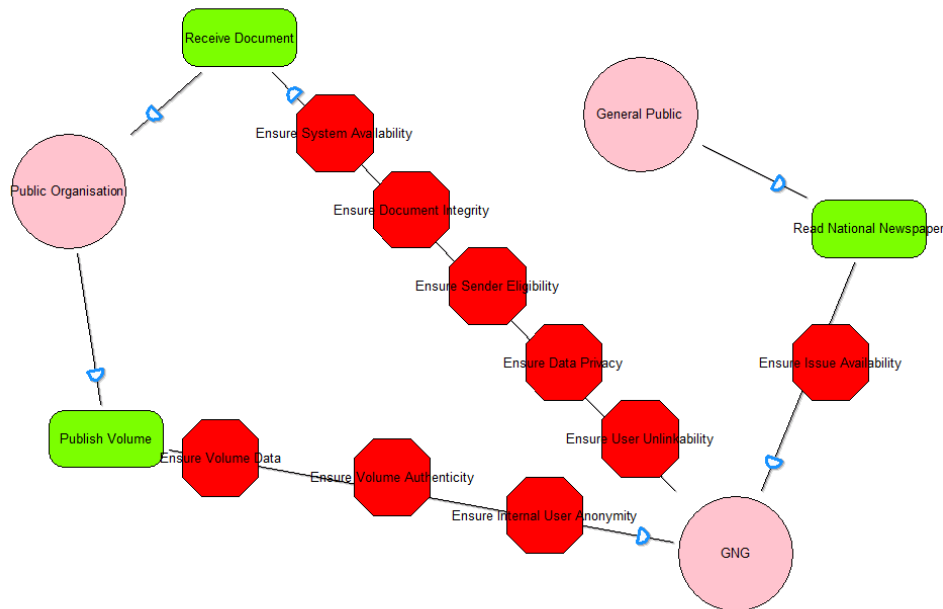 Receive Document
General Public
Ensure System Availability
Public Organisation
Ensure Document Integrity
Read National Newspaper
Ensure Sender Eligibility
Ensure Data Privacy
Ensure Issue Availability
Publish Volume
Ensure User Unlinkability
Ensure Volume Data
Ensure Volume Authenticity
Ensure Internal User Anonymity
GNG